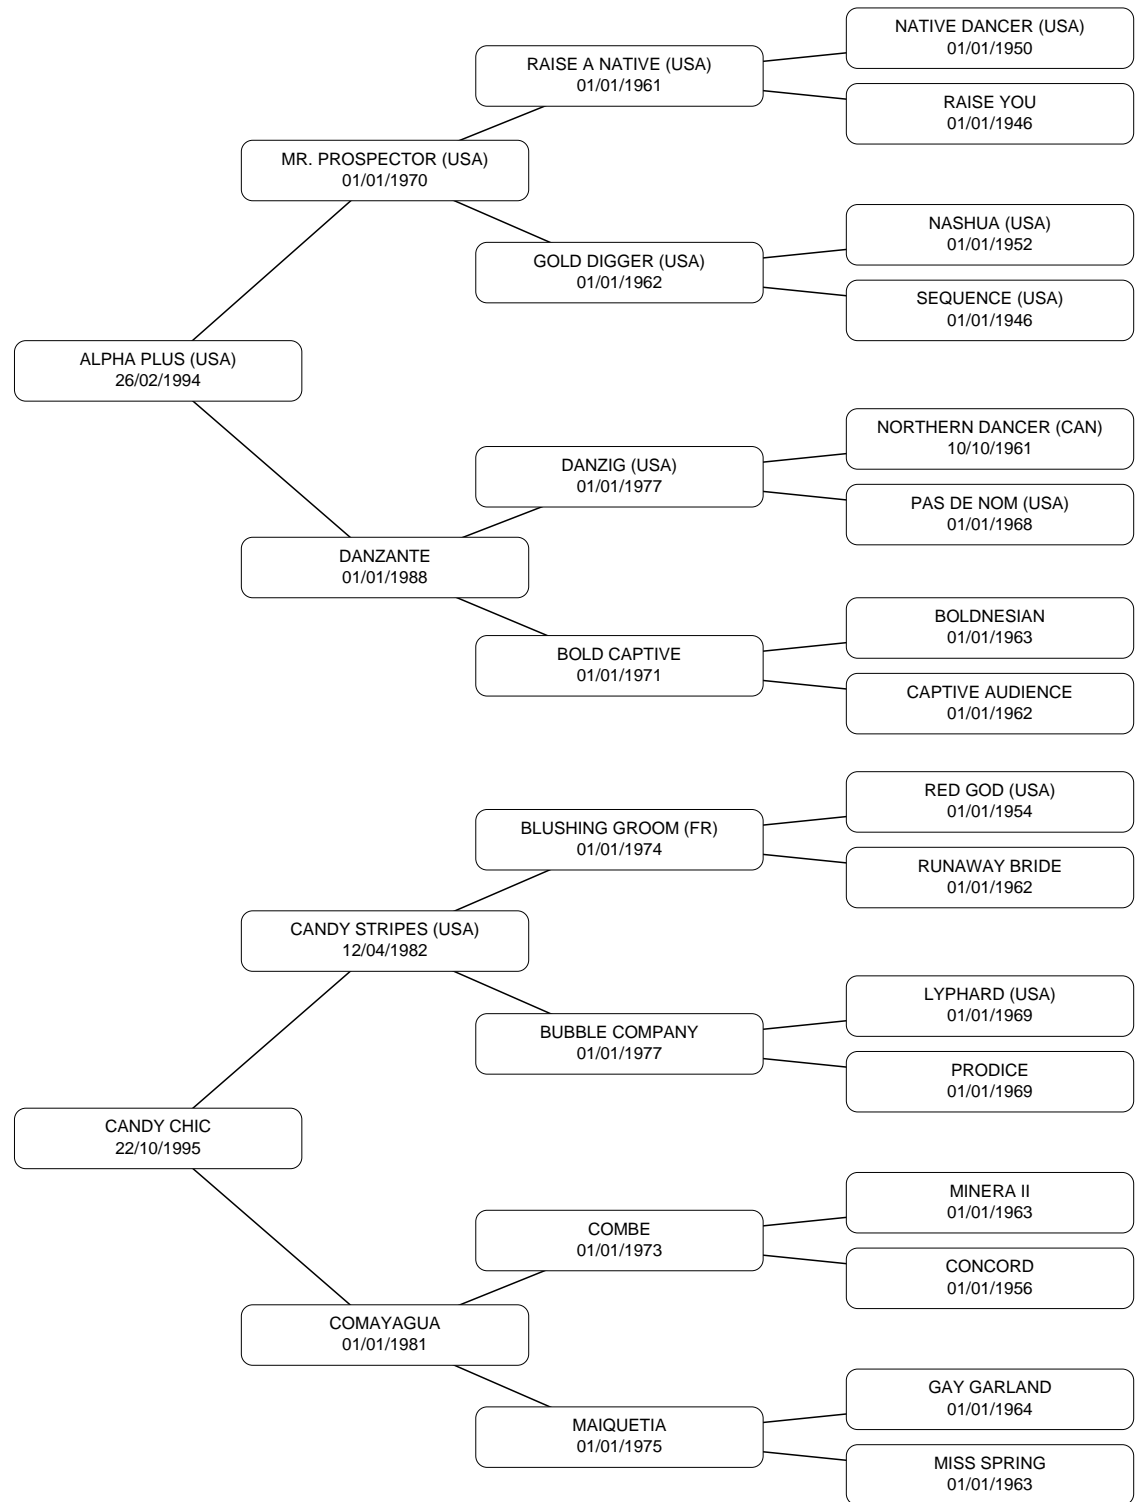 NATIVE DANCER (USA)
01/01/1950
RAISE A NATIVE (USA)
01/01/1961
RAISE YOU
01/01/1946
MR. PROSPECTOR (USA)
01/01/1970
NASHUA (USA)
01/01/1952
GOLD DIGGER (USA)
01/01/1962
SEQUENCE (USA)
01/01/1946
ALPHA PLUS (USA)
26/02/1994
NORTHERN DANCER (CAN)
10/10/1961
DANZIG (USA)
01/01/1977
PAS DE NOM (USA)
01/01/1968
DANZANTE
01/01/1988
BOLDNESIAN
01/01/1963
BOLD CAPTIVE
01/01/1971
CAPTIVE AUDIENCE
01/01/1962
RED GOD (USA)
01/01/1954
BLUSHING GROOM (FR)
01/01/1974
RUNAWAY BRIDE
01/01/1962
CANDY STRIPES (USA)
12/04/1982
LYPHARD (USA)
01/01/1969
BUBBLE COMPANY
01/01/1977
PRODICE
01/01/1969
CANDY CHIC
22/10/1995
MINERA II
01/01/1963
COMBE
01/01/1973
CONCORD
01/01/1956
COMAYAGUA
01/01/1981
GAY GARLAND
01/01/1964
MAIQUETIA
01/01/1975
MISS SPRING
01/01/1963